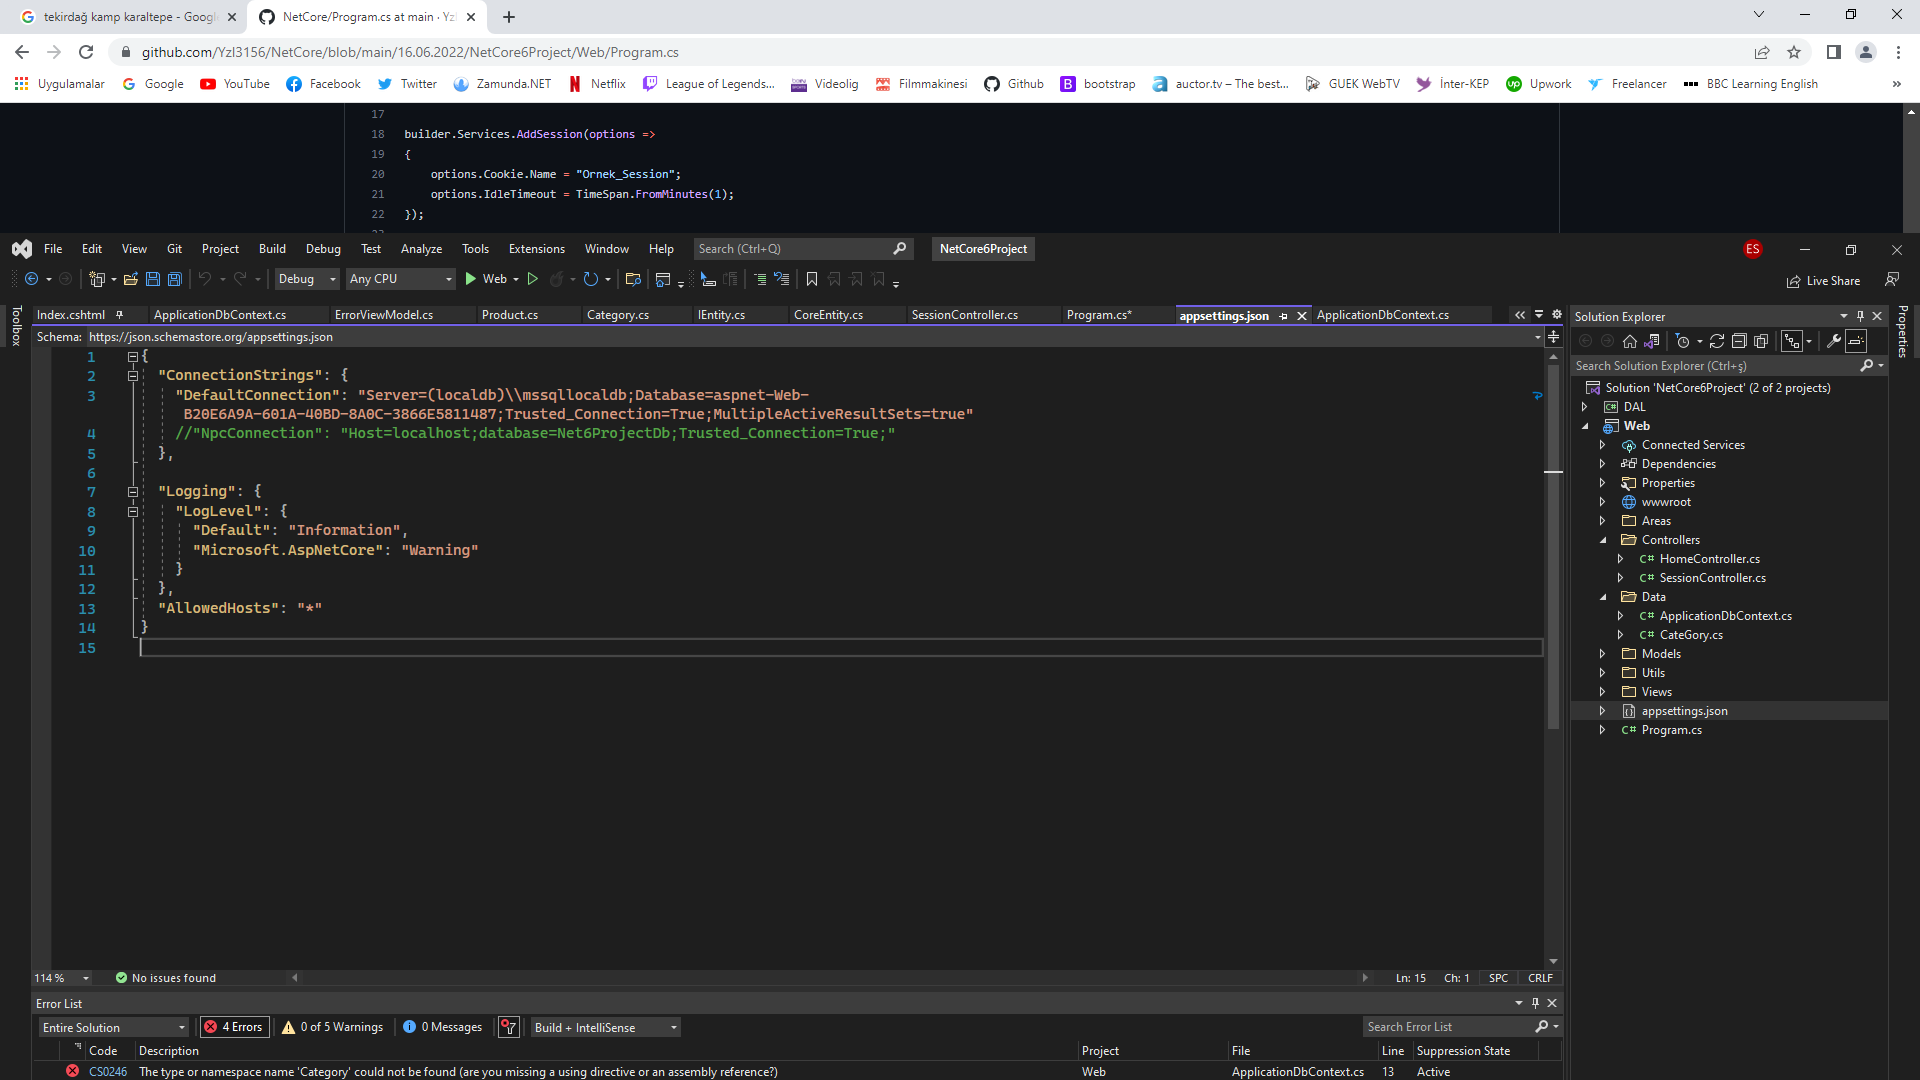 tekirdağ kamp karaltepe - Goog
NetCore/Program.cs at main · Yz
github.com/Yzl3156/NetCore/blob/main/16.06.2022/NetCore6Project/Web/Program.cs
Uygulamalar Google YouTube Facebook Twitter Zamunda.NET Netflix League of Legends... Videolig Filmmakinesi Github bootstrap auctor.tv – The best... GUEK WebTV İnter-KEP Upwork Freelancer BBC Learning English »
17
18 builder.Services.AddSession(options =>
19 {
20 options.Cookie.Name = "Ornek_Session";
21 options.IdleTimeout = TimeSpan.FromMinutes(1);
22 });
File Edit View Git Project Build Debug Test Analyze Tools Extensions Window Help Search (Ctrl+Q) NetCore6Project ES
Debug Any CPU Web Live Share
Toolbox
Index.cshtml ApplicationDbContext.cs ErrorViewModel.cs Product.cs Category.cs IEntity.cs CoreEntity.cs SessionController.cs Program.cs* appsettings.json ApplicationDbContext.cs
Schema: https://json.schemastore.org/appsettings.json
1 {
2 "ConnectionStrings": {
3 "DefaultConnection": "Server=(localdb)\\mssqllocaldb;Database=aspnet-Web-
B20E6A9A-601A-40BD-8A0C-3866E5811487;Trusted_Connection=True;MultipleActiveResultSets=true"
4 //"NpcConnection": "Host=localhost;database=Net6ProjectDb;Trusted_Connection=True;"
5 },
6
7 "Logging": {
8 "LogLevel": {
9 "Default": "Information",
10 "Microsoft.AspNetCore": "Warning"
11 }
12 },
13 "AllowedHosts": "*"
14 }
15
114 % No issues found Ln: 15 Ch: 1 SPC CRLF
Solution Explorer
Search Solution Explorer (Ctrl+ş)
Solution 'NetCore6Project' (2 of 2 projects)
DAL
Web
Connected Services
Dependencies
Properties
wwwroot
Areas
Controllers
C# HomeController.cs
C# SessionController.cs
Data
C# ApplicationDbContext.cs
C# CateGory.cs
Models
Utils
Views
appsettings.json
C# Program.cs
Properties
Error List
Entire Solution 4 Errors 0 of 5 Warnings 0 Messages Build + IntelliSense Search Error List
Code Description Project File Line Suppression State
CS0246 The type or namespace name 'Category' could not be found (are you missing a using directive or an assembly reference?) Web ApplicationDbContext.cs 13 Active